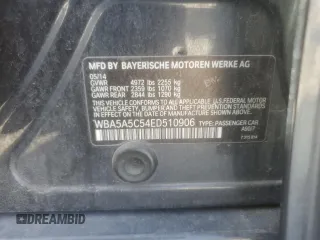 MFD BY BAYERISCHE MOTOREN WERKE AG
05/14
GVWR 4972 lbs 2255 kg
GAWR FRONT 2359 lbs 1070 kg
GAWR REAR 2844 lbs 1290 kg
THIS VEHICLE CONFORMS TO ALL APPLICABLE U.S. FEDERAL
MOTOR VEHICLE SAFETY, BUMPER, AND THEFT PREVENTION STANDARDS
IN EFFECT ON THE DATE OF MANUFACTURE SHOWN ABOVE.
WBA5A5C54ED510906 TYPE: PASSENGER CAR
AutoBidMaster
DREAMBID